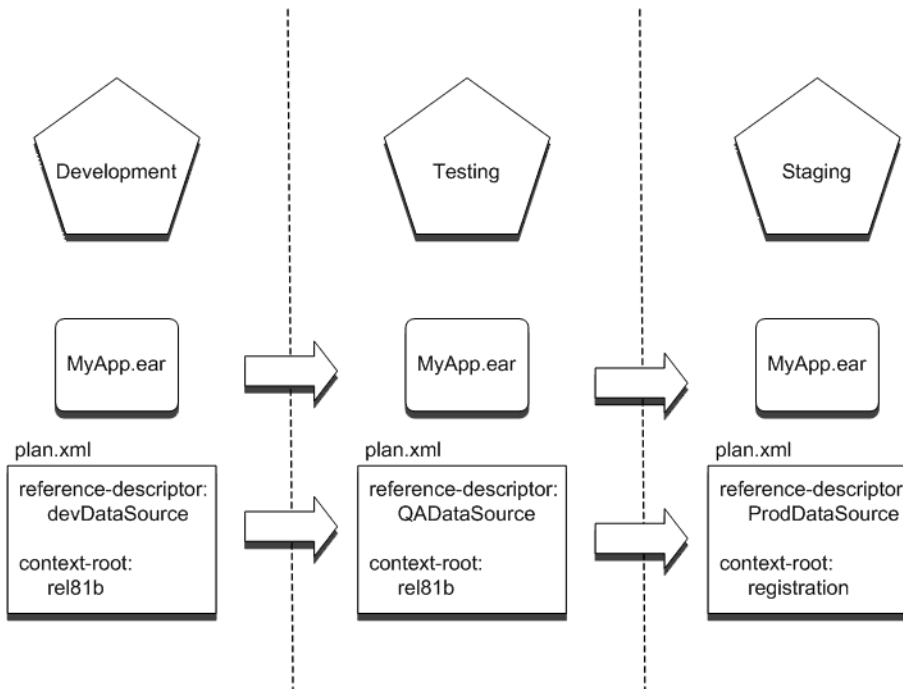 Development
Testing
Staging
MyApp.ear
MyApp.ear
MyApp.ear
plan.xml
reference-descriptor:
devDataSource
context-root:
rel81b
plan.xml
reference-descriptor:
QADataSource
context-root:
rel81b
plan.xml
reference-descriptor
ProdDataSource
context-root:
registration